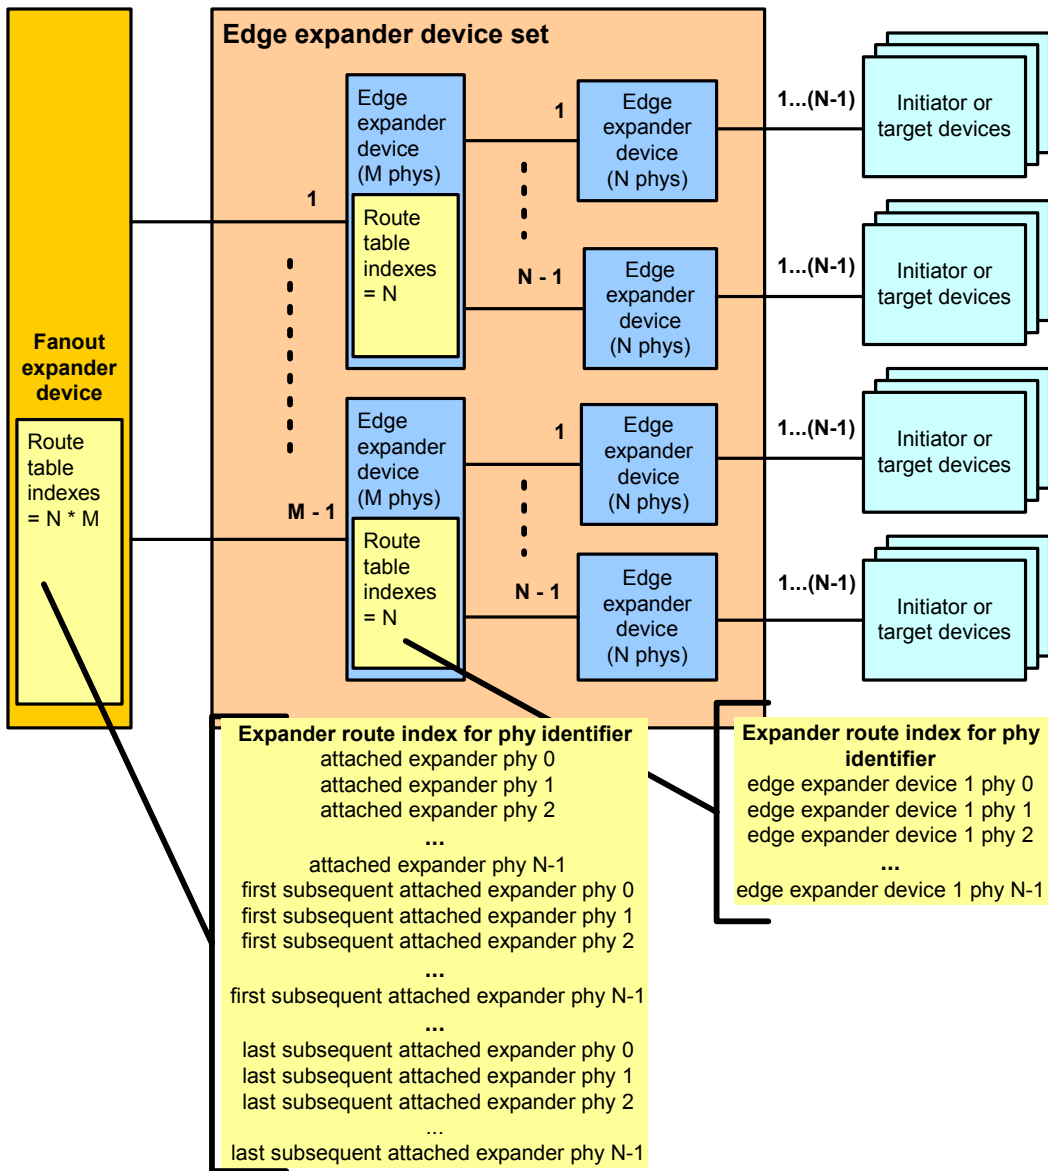 Edge expander device set
Fanout
expander
device
Route
table
indexes
= N * M
1
M - 1
Edge
expander
device
(M phys)
Route
table
indexes
= N
1
N - 1
Edge
expander
device
(N phys)
1...(N-1)
Initiator or
target devices
Edge
expander
device
(N phys)
1...(N-1)
Initiator or
target devices
Edge
expander
device
(M phys)
Route
table
indexes
= N
1
N - 1
Edge
expander
device
(N phys)
1...(N-1)
Initiator or
target devices
Edge
expander
device
(N phys)
1...(N-1)
Initiator or
target devices
Expander route index for phy identifier
attached expander phy 0
attached expander phy 1
attached expander phy 2
...
attached expander phy N-1
first subsequent attached expander phy 0
first subsequent attached expander phy 1
first subsequent attached expander phy 2
...
first subsequent attached expander phy N-1
...
last subsequent attached expander phy 0
last subsequent attached expander phy 1
last subsequent attached expander phy 2
...
last subsequent attached expander phy N-1
Expander route index for phy
identifier
edge expander device 1 phy 0
edge expander device 1 phy 1
edge expander device 1 phy 2
...
edge expander device 1 phy N-1